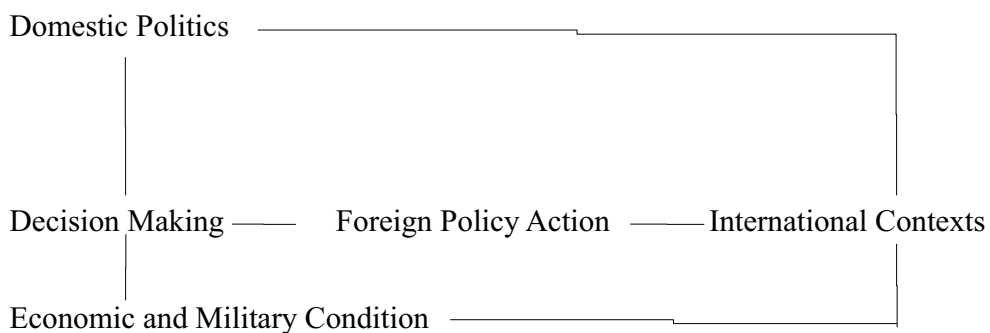 Domestic Politics
Decision Making Foreign Policy Action International Contexts
Economic and Military Condition